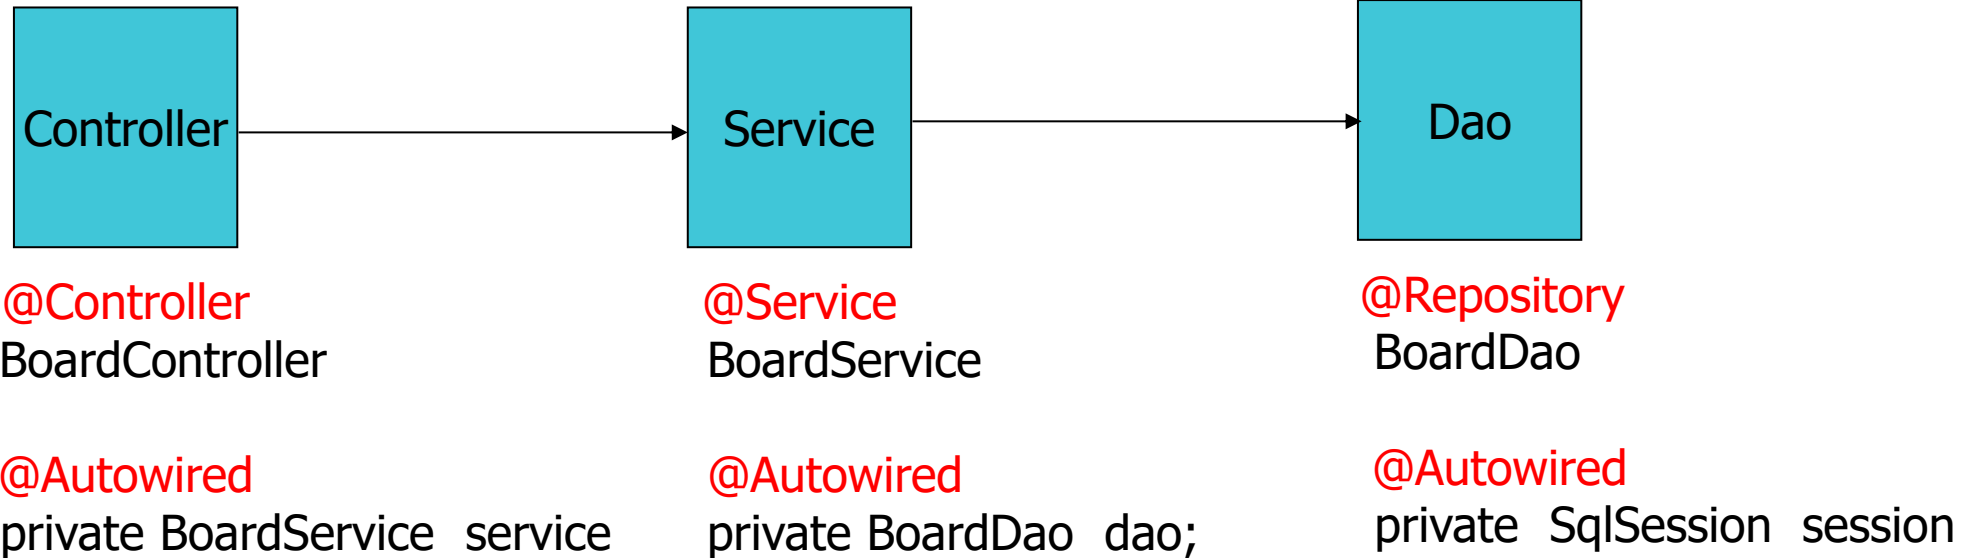 Controller
Service
Dao
@Controller
BoardController
@Autowired
private BoardService  service
@Service
BoardService
@Autowired
private BoardDao  dao;
@Repository
BoardDao
@Autowired
private  SqlSession  session